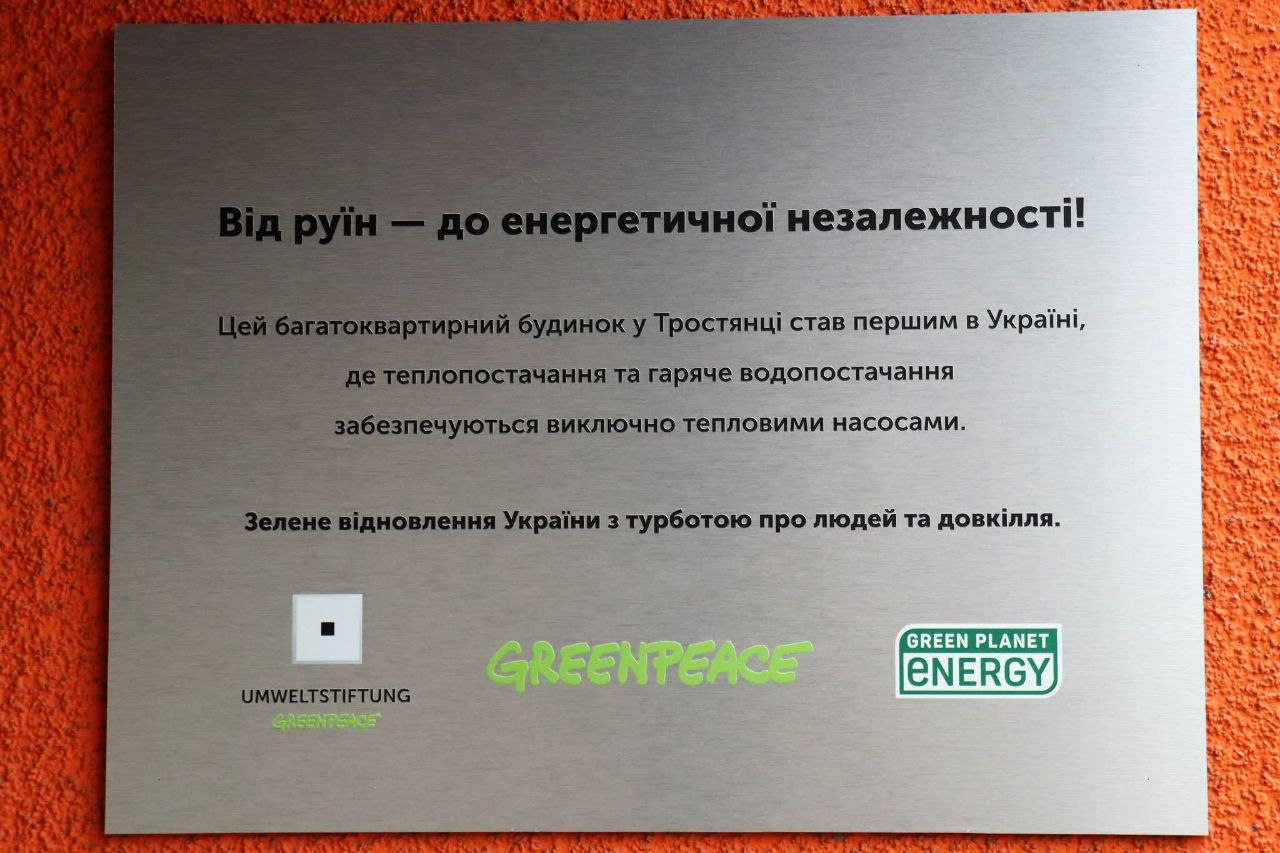 Від руїн — до енергетичної незалежності!
Цей багатоквартирний будинок у Тростянці став першим в Україні,
де теплопостачання та гаряче водопостачання
забезпечуються виключно тепловими насосами.
Зелене відновлення України з турботою про людей та довкілля.
UMWELTSTIFTUNG
GREENPEACE
GREENPEACE
GREEN PLANET
eNERGY